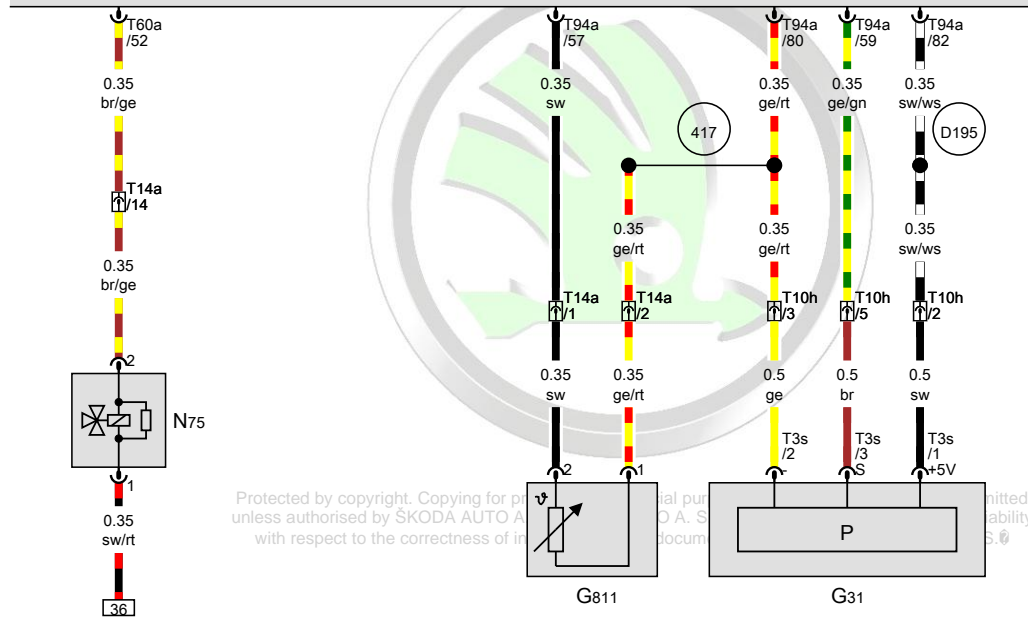 T60a
/52
T94a
/57
T94a
/80
T94a
/59
T94a
/82
0.35
br/ge
0.35
sw
0.35
ge/rt
0.35
ge/gn
0.35
sw/ws
417
D195
T14a
/14
0.35
ge/rt
0.35
ge/rt
0.35
sw/ws
0.35
br/ge
T14a
/1
T14a
/2
T10h
/3
T10h
/5
T10h
/2
0.35
sw
0.35
ge/rt
0.5
ge
0.5
br
0.5
sw
2
N75
T3s
/2
-
T3s
/3
S
T3s
/1
+5V
2
1
1
ϑ
P
0.35
sw/rt
Protected by copyright. Copying for
unless authorised by ŠKODA AUTO A.
with respect to the correctness of
36
G811
G31